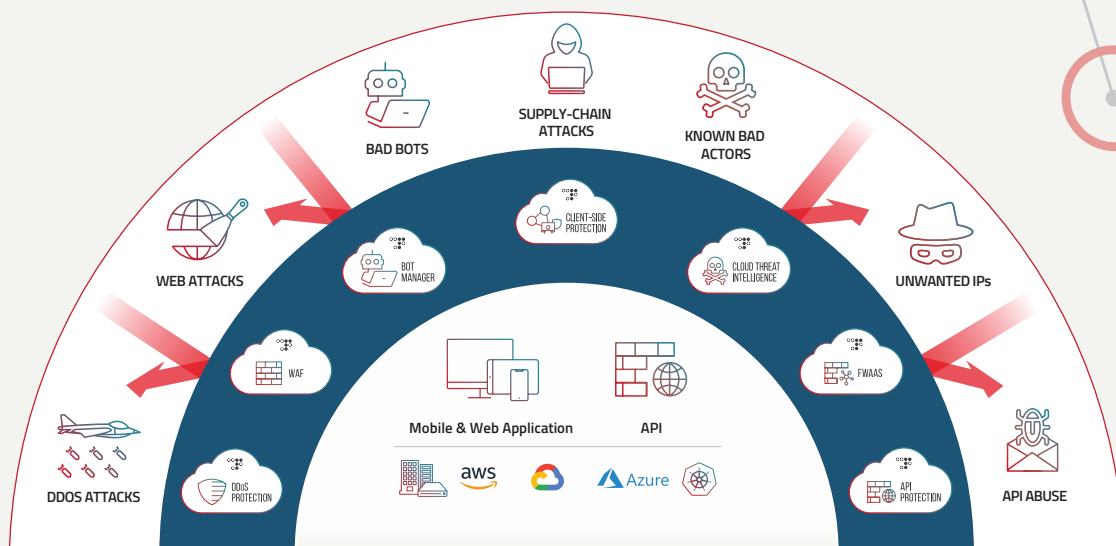 SUPPLY-CHAIN
ATTACKS
BAD BOTS
KNOWN BAD
ACTORS
WEB ATTACKS
UNWANTED IPs
DDOS ATTACKS
API ABUSE
CLIENT-SIDE
PROTECTION
BOT
MANAGER
CLOUD THREAT
INTELLIGENCE
WAF
FWAAS
DDoS
PROTECTION
API
PROTECTION
Mobile & Web Application
API
aws
Azure